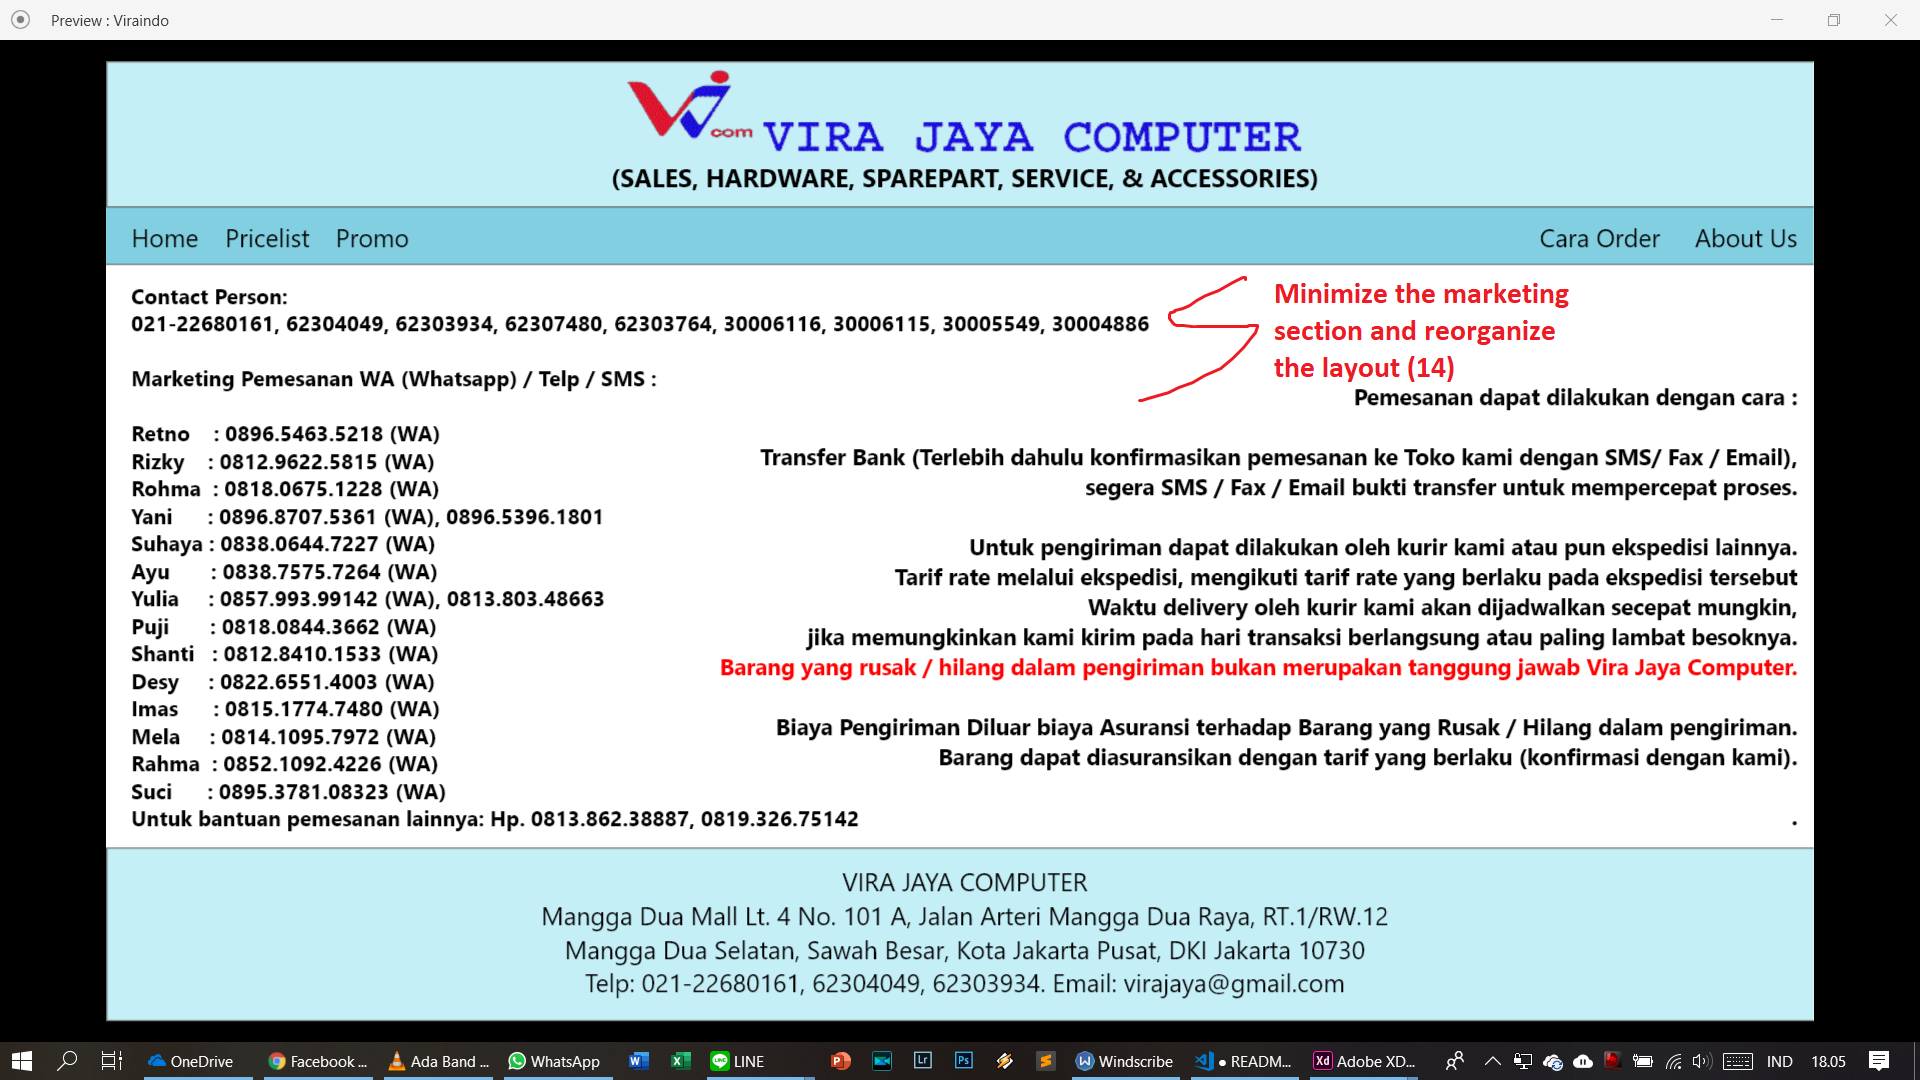 Preview : Viraindo
com VIRA JAYA COMPUTER
(SALES, HARDWARE, SPAREPART, SERVICE, & ACCESSORIES)
Home Pricelist Promo Cara Order About Us
Contact Person:
021-22680161, 62304049, 62303934, 62307480, 62303764, 30006116, 30006115, 30005549, 30004886
Minimize the marketing
section and reorganize
the layout (14)
Marketing Pemesanan WA (Whatsapp) / Telp / SMS :
Retno : 0896.5463.5218 (WA)
Rizky : 0812.9622.5815 (WA)
Rohma : 0818.0675.1228 (WA)
Yani : 0896.8707.5361 (WA), 0896.5396.1801
Suhaya : 0838.0644.7227 (WA)
Ayu : 0838.7575.7264 (WA)
Yulia : 0857.993.99142 (WA), 0813.803.48663
Puji : 0818.0844.3662 (WA)
Shanti : 0812.8410.1533 (WA)
Desy : 0822.6551.4003 (WA)
Imas : 0815.1774.7480 (WA)
Mela : 0814.1095.7972 (WA)
Rahma : 0852.1092.4226 (WA)
Suci : 0895.3781.08323 (WA)
Untuk bantuan pemesanan lainnya: Hp. 0813.862.38887, 0819.326.75142
Pemesanan dapat dilakukan dengan cara :
Transfer Bank (Terlebih dahulu konfirmasikan pemesanan ke Toko kami dengan SMS/ Fax / Email),
segera SMS / Fax / Email bukti transfer untuk mempercepat proses.
Untuk pengiriman dapat dilakukan oleh kurir kami atau pun ekspedisi lainnya.
Tarif rate melalui ekspedisi, mengikuti tarif rate yang berlaku pada ekspedisi tersebut
Waktu delivery oleh kurir kami akan dijadwalkan secepat mungkin,
jika memungkinkan kami kirim pada hari transaksi berlangsung atau paling lambat besoknya.
Barang yang rusak / hilang dalam pengiriman bukan merupakan tanggung jawab Vira Jaya Computer.
Biaya Pengiriman Diluar biaya Asuransi terhadap Barang yang Rusak / Hilang dalam pengiriman.
Barang dapat diasuransikan dengan tarif yang berlaku (konfirmasi dengan kami).
.
VIRA JAYA COMPUTER
Mangga Dua Mall Lt. 4 No. 101 A, Jalan Arteri Mangga Dua Raya, RT.1/RW.12
Mangga Dua Selatan, Sawah Besar, Kota Jakarta Pusat, DKI Jakarta 10730
Telp: 021-22680161, 62304049, 62303934. Email: virajaya@gmail.com
OneDrive Facebook ... Ada Band ... WhatsApp LINE Lr Ps Windscribe ● READM... Xd Adobe XD... IND 18.05